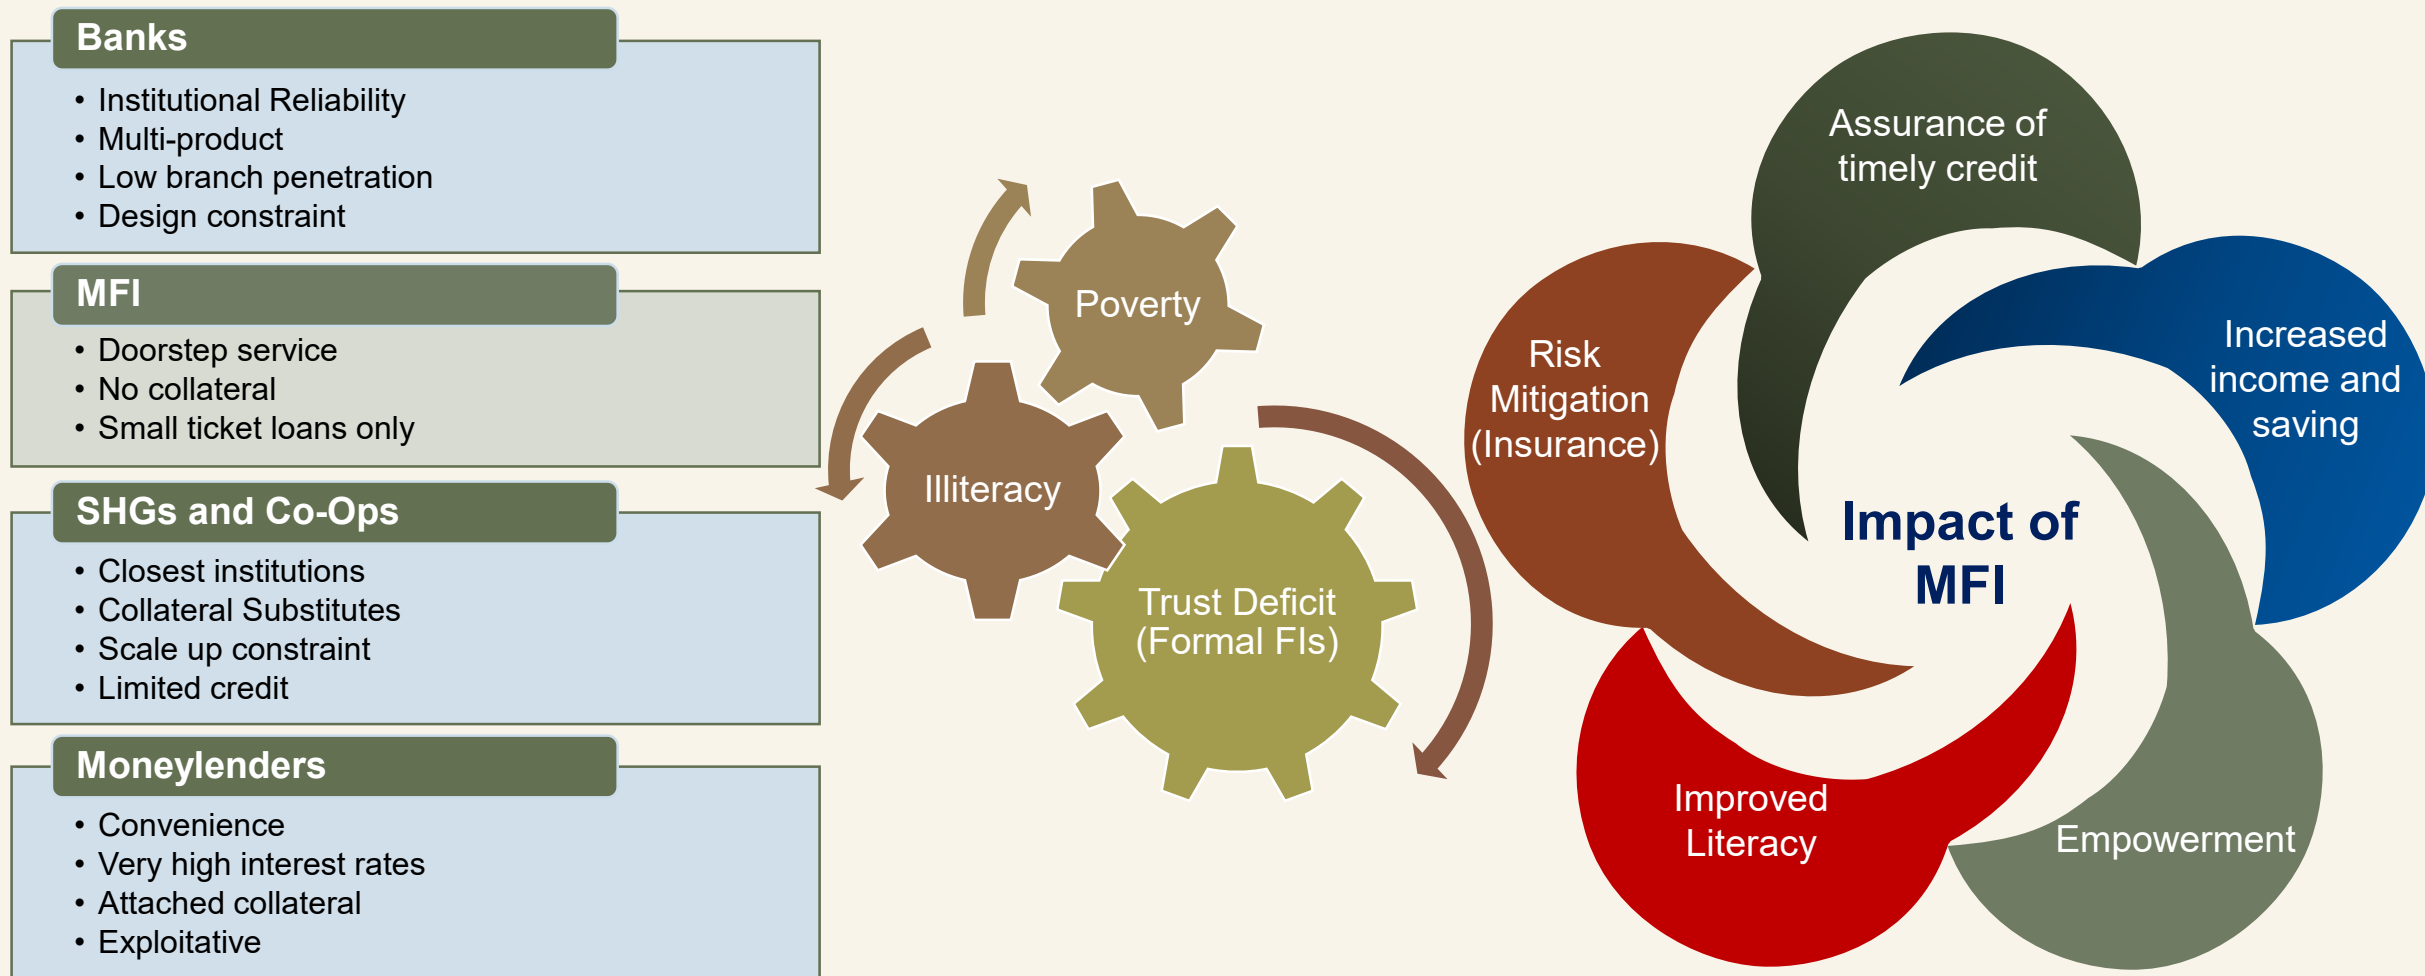 Banks
• Institutional Reliability
• Multi-product
• Low branch penetration
• Design constraint
MFI
• Doorstep service
• No collateral
• Small ticket loans only
SHGs and Co-Ops
• Closest institutions
• Collateral Substitutes
• Scale up constraint
• Limited credit
Moneylenders
• Convenience
• Very high interest rates
• Attached collateral
• Exploitative
Poverty
Illiteracy
Trust Deficit
(Formal FIs)
Assurance of
timely credit
Increased
income and
saving
Empowerment
Improved
Literacy
Risk
Mitigation
(Insurance)
Impact of
MFI